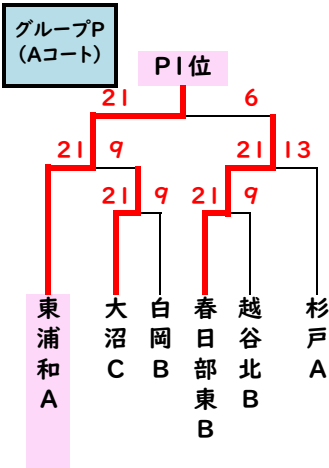 グループP
(Aコート)
P1位
21 6
21 9 21 13
21 9 21 9
東浦和A
大沼C
白岡B
春日部東B
越谷北B
杉戸A